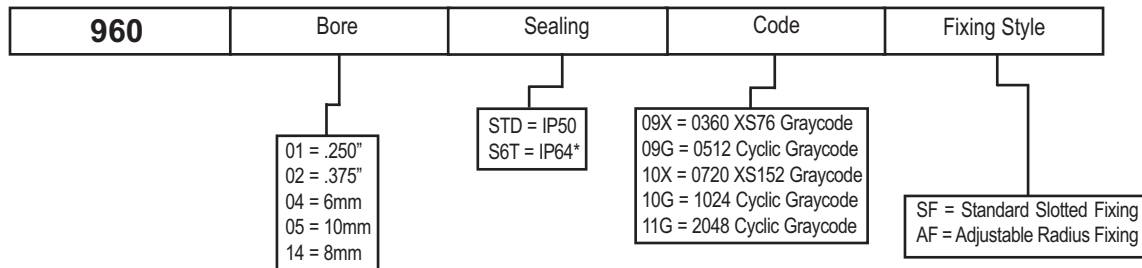 960 Bore Sealing Code Fixing Style
01 = .250”
02 = .375”
04 = 6mm
05 = 10mm
14 = 8mm
STD = IP50
S6T = IP64*
09X = 0360 XS76 Graycode
09G = 0512 Cyclic Graycode
10X = 0720 XS152 Graycode
10G = 1024 Cyclic Graycode
11G = 2048 Cyclic Graycode
SF = Standard Slotted Fixing
AF = Adjustable Radius Fixing